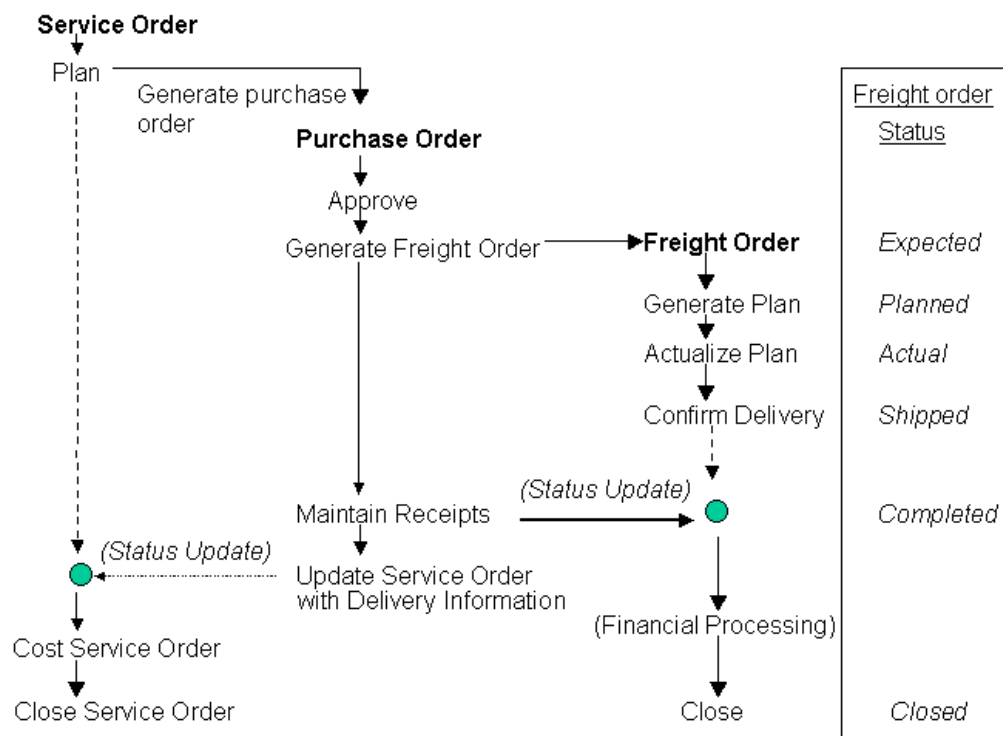 Service Order
Plan
Generate purchase
order
Freight order
Status
Purchase Order
Approve
Generate Freight Order
Freight Order
Expected
Generate Plan
Planned
Actualize Plan
Actual
Confirm Delivery
Shipped
Maintain Receipts
(Status Update)
Completed
(Status Update)
Update Service Order
with Delivery Information
(Financial Processing)
Cost Service Order
Close Service Order
Close
Closed